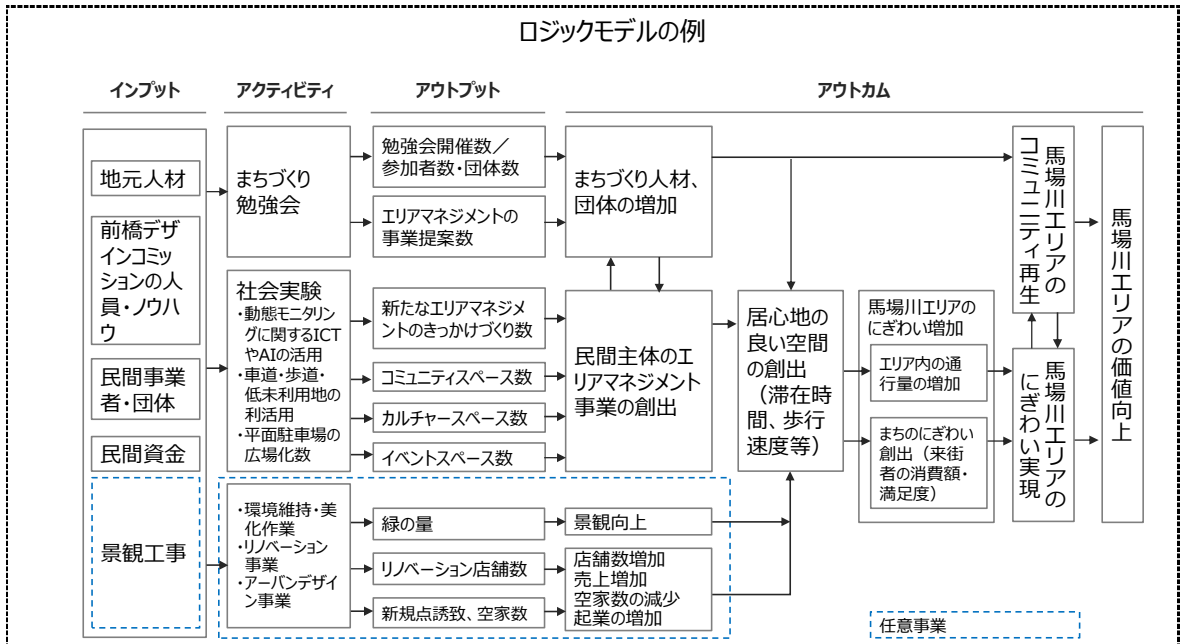 ロジックモデルの例
インプット
アクティビティ
アウトプット
アウトカム
地元人材
前橋デザ
インコミッ
ションの人
員・ノウハ
ウ
民間事業
者・団体
民間資金
景観工事
まちづくり
勉強会
社会実験
・動態モニタリン
グに関するICT
やAIの活用
・車道・歩道・
低未利用地の
利活用
・平面駐車場の
広場化数
・環境維持・美
化作業
・リノベーション
事業
・アーバンデザイ
ン事業
勉強会開催数／
参加者数・団体数
エリアマネジメントの
事業提案数
新たなエリアマネジメ
ントのきっかけづくり数
コミュニティスペース数
カルチャースペース数
イベントスペース数
緑の量
リノベーション店舗数
新規点誘致、空家数
まちづくり人材、
団体の増加
民間主体のエ
リアマネジメント
事業の創出
景観向上
店舗数増加
売上増加
空家数の減少
起業の増加
居心地の
良い空間
の創出
（滞在時
間、歩行
速度等）
馬場川エリアの
にぎわい増加
エリア内の通
行量の増加
まちのにぎわい
創出（来街
者の消費額・
満足度）
馬場川エリアの
コミュニティ再生
馬場川エリアの
にぎわい実現
馬場川エリアの価値向上
任意事業